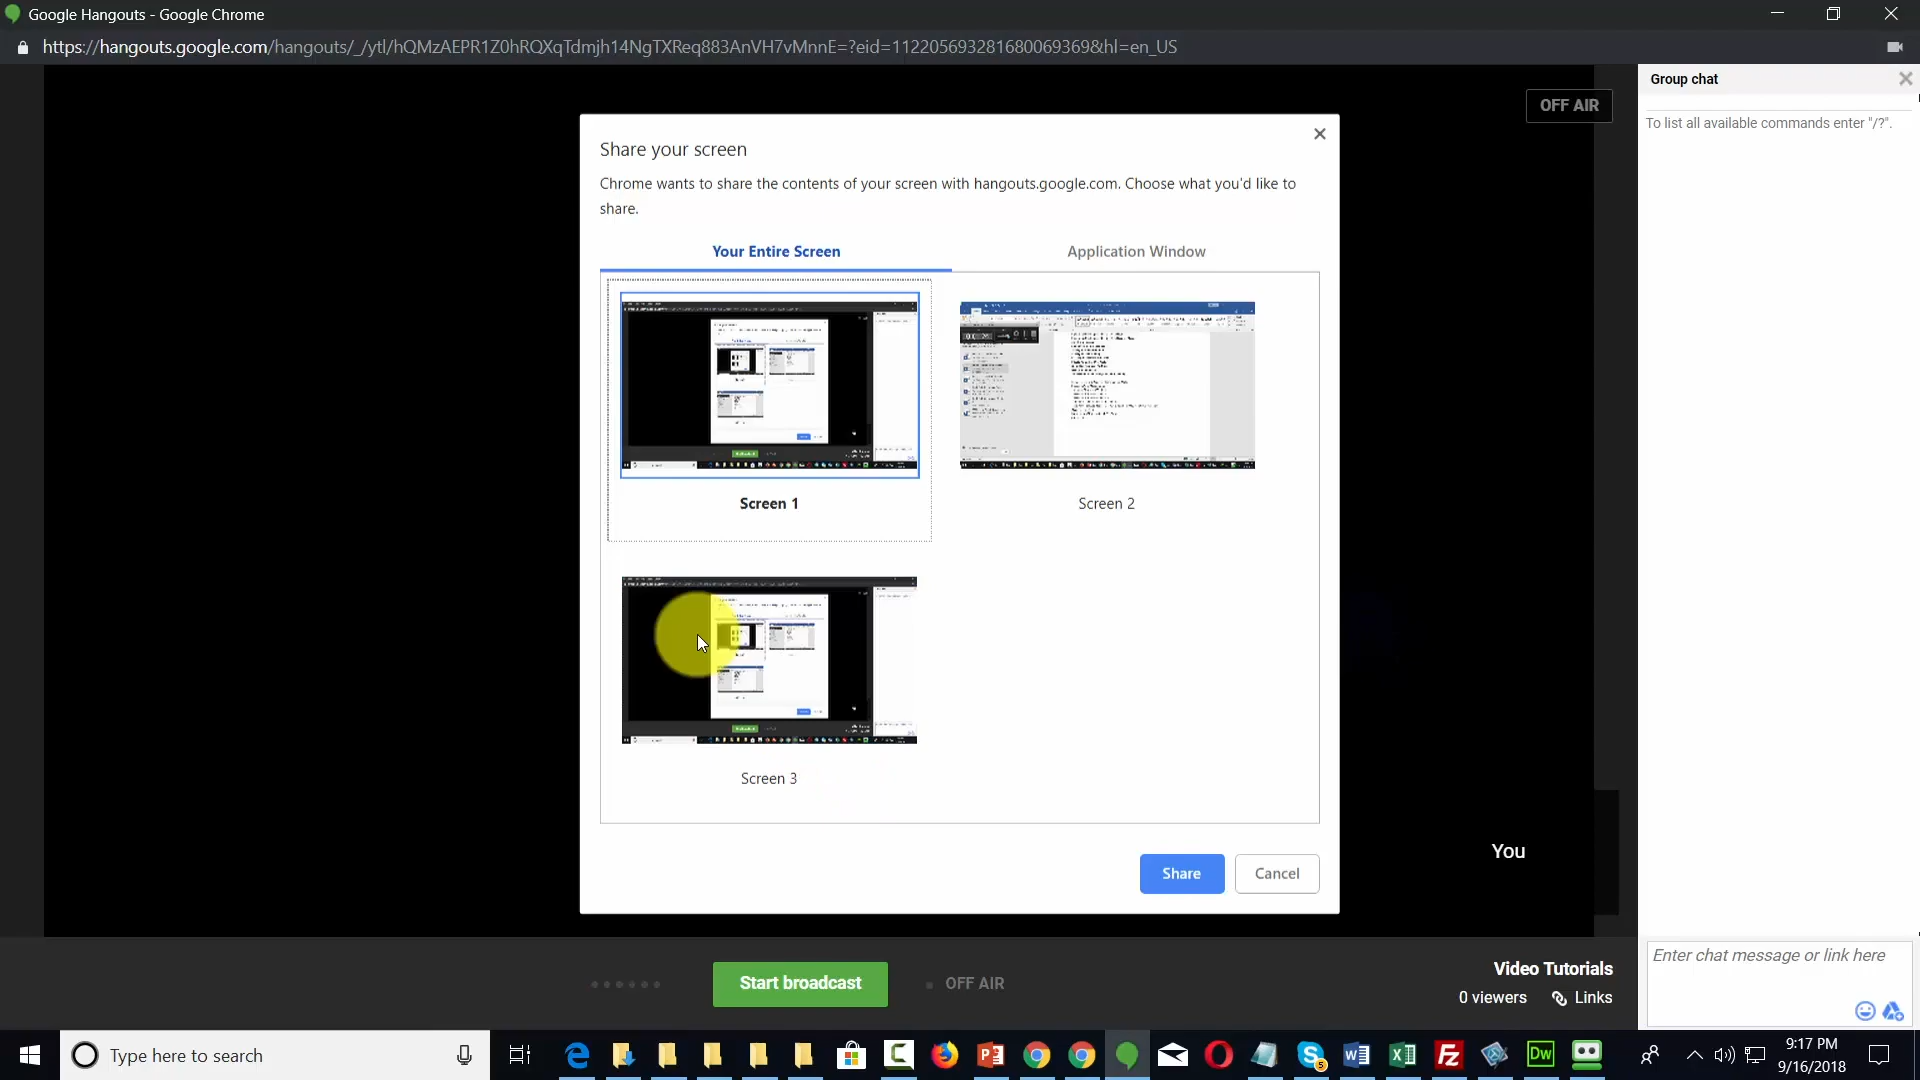 Google Hangouts - Google Chrome
https://hangouts.google.com/hangouts/_/ytl/hQMzAEPR1Z0hRQXqTdmjh14NgTXReq883AnVH7vMnnE=?eid=112205693281680069369&hl=en_US
Group chat
OFF AIR
To list all available commands enter "/?".
Share your screen
Chrome wants to share the contents of your screen with hangouts.google.com. Choose what you'd like to
share.
Your Entire Screen
Application Window
Screen 1
Screen 2
Screen 3
Share
Cancel
You
Start broadcast
OFF AIR
Video Tutorials
0 viewers
Links
Enter chat message or link here
Type here to search
9:17 PM
9/16/2018